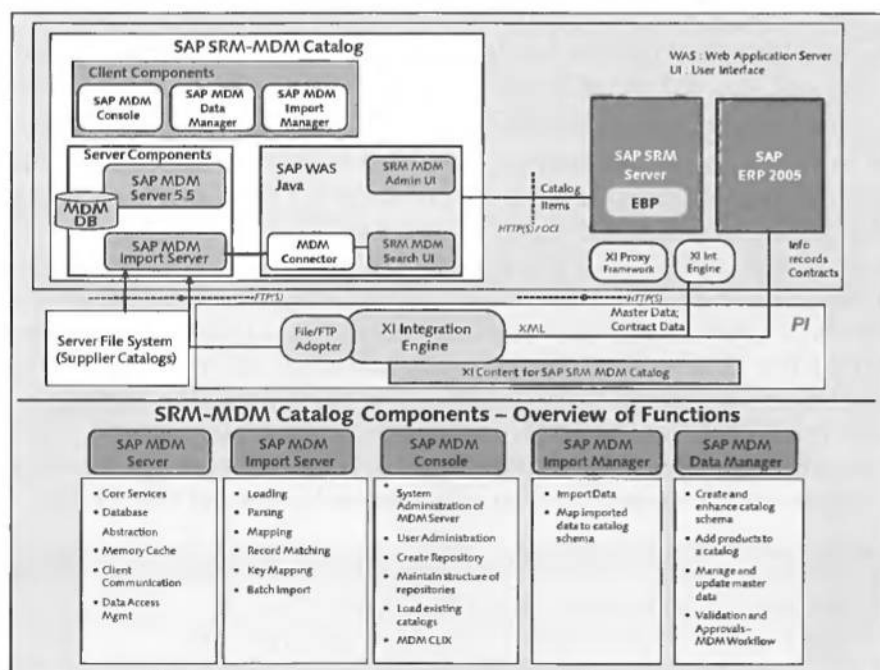 SAP SRM-MDM Catalog
WAS : Web Application Server
UI : User Interface
Client Components
SAP MDM
Console
SAP MDM
Data
Manager
SAP MDM
Import
Manager
Server Components
SAP MDM
Server 5.5
MDM
DB
SAP MDM
Import Server
SAP WAS
Java
SRM MDM
Admin UI
MDM
Connector
SRM MDM
Search UI
Catalog
Items
HTTP(S) / OCI
SAP SRM
Server
EBP
SAP
ERP 2005
XI Proxy
Framework
XI Int.
Engine
Info
records
Contracts
FTP(S)
HTTP(S)
Master Data;
Contract Data
PI
Server File System
(Supplier Catalogs)
File/FTP
Adopter
XI Integration
Engine
XML
XI Content for SAP SRM MDM Catalog
SRM-MDM Catalog Components – Overview of Functions
SAP MDM
Server
• Core Services
• Database
Abstraction
• Memory Cache
• Client
Communication
• Data Access
Mgmt
SAP MDM
Import Server
• Loading
• Parsing
• Mapping
• Record Matching
• Key Mapping
• Batch Import
SAP MDM
Console
• System
Administration of
MDM Server
• User Administration
• Create Repository
• Maintain structure of
repositories
• Load existing
catalogs
• MDM CLIX
SAP MDM
Import Manager
• Import Data
• Map imported
data to catalog
schema
SAP MDM
Data Manager
• Create and
enhance catalog
schema
• Add products to
a catalog
• Manage and
update master
data
• Validation and
Approvals–
MDM Workflow